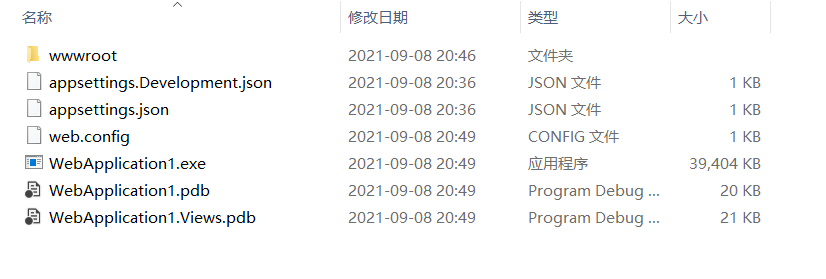 名称 修改日期 类型 大小
wwwroot 2021-09-08 20:46 文件夹
appsettings.Development.json 2021-09-08 20:36 JSON 文件 1 KB
appsettings.json 2021-09-08 20:36 JSON 文件 1 KB
web.config 2021-09-08 20:49 CONFIG 文件 1 KB
WebApplication1.exe 2021-09-08 20:49 应用程序 39,404 KB
WebApplication1.pdb 2021-09-08 20:49 Program Debug ... 20 KB
WebApplication1.Views.pdb 2021-09-08 20:49 Program Debug ... 21 KB